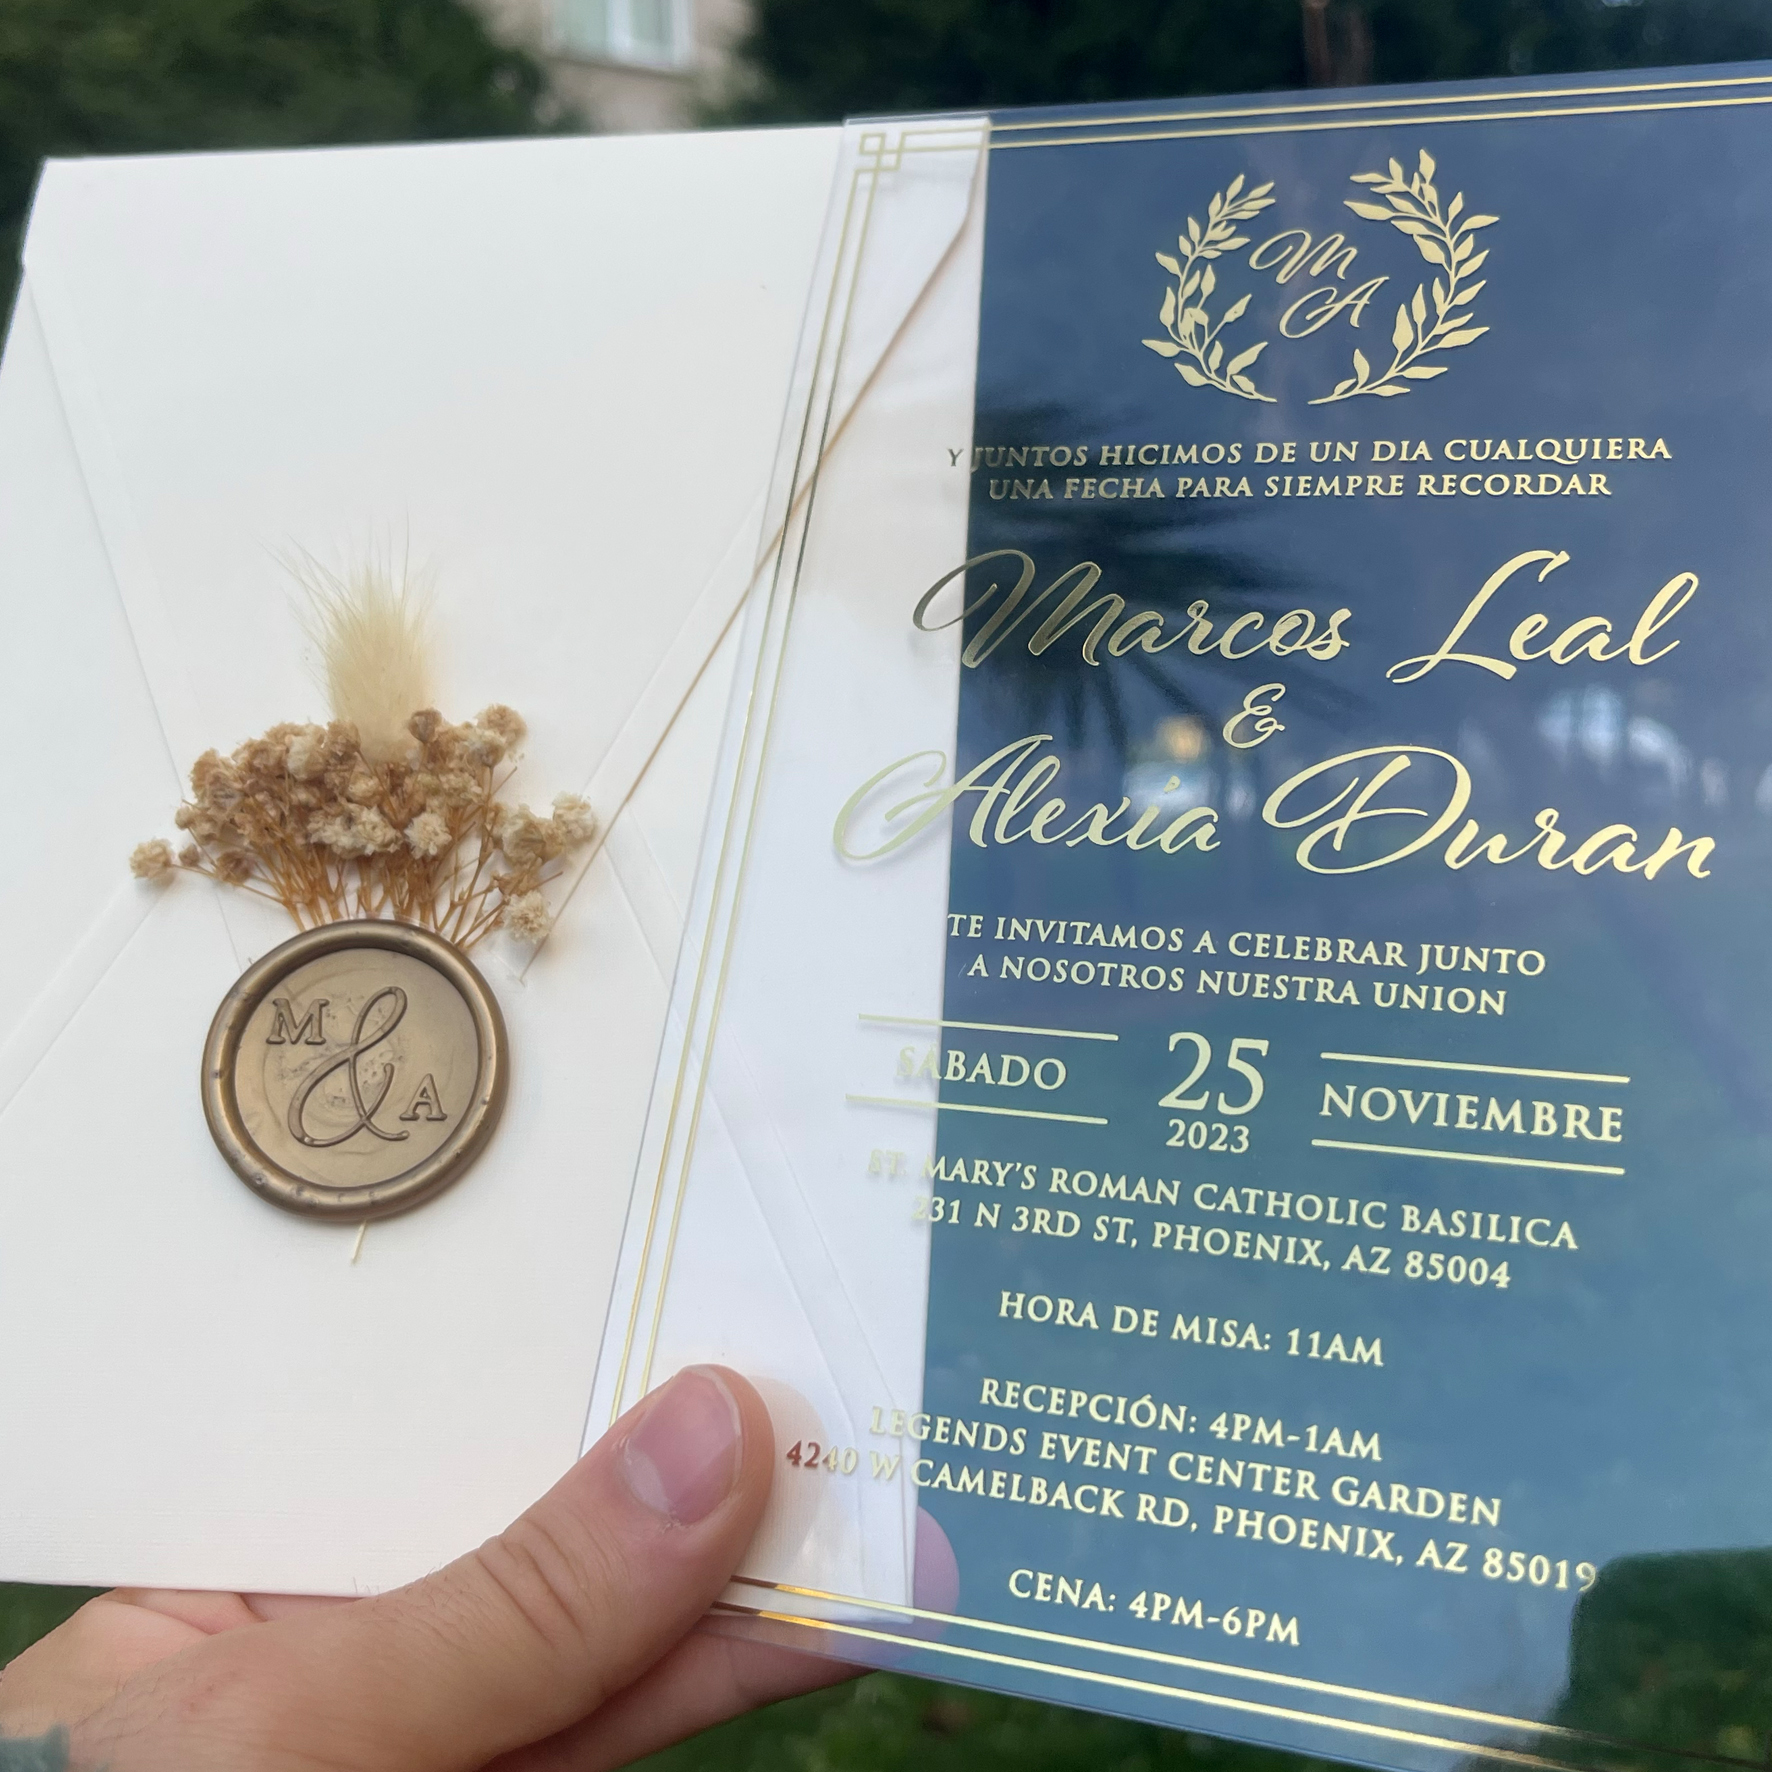 M
&
A
M
A
Y JUNTOS HICIMOS DE UN DIA CUALQUIERA
UNA FECHA PARA SIEMPRE RECORDAR
Marcos Leal
&
Alexia Duran
TE INVITAMOS A CELEBRAR JUNTO
A NOSOTROS NUESTRA UNION
SÁBADO 25 NOVIEMBRE
2023
ST. MARY'S ROMAN CATHOLIC BASILICA
231 N 3RD ST, PHOENIX, AZ 85004
HORA DE MISA: 11AM
RECEPCIÓN: 4PM-1AM
LEGENDS EVENT CENTER GARDEN
4240 W CAMELBACK RD, PHOENIX, AZ 85019
CENA: 4PM-6PM